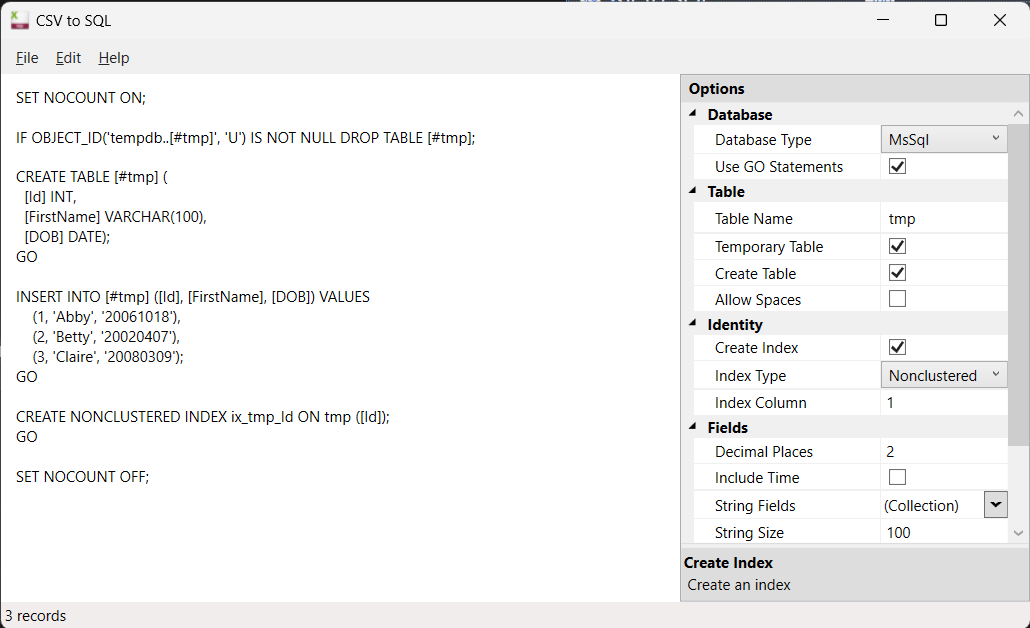 CSV to SQL
File Edit Help
SET NOCOUNT ON;
IF OBJECT_ID('tempdb..[#tmp]', 'U') IS NOT NULL DROP TABLE [#tmp];
CREATE TABLE [#tmp] (
[Id] INT,
[FirstName] VARCHAR(100),
[DOB] DATE);
GO
INSERT INTO [#tmp] ([Id], [FirstName], [DOB]) VALUES
(1, 'Abby', '20061018'),
(2, 'Betty', '20020407'),
(3, 'Claire', '20080309');
GO
CREATE NONCLUSTERED INDEX ix_tmp_Id ON tmp ([Id]);
GO
SET NOCOUNT OFF;
Options
Database
Database Type MsSql
Use GO Statements
Table
Table Name tmp
Temporary Table
Create Table
Allow Spaces
Identity
Create Index
Index Type Nonclustered
Index Column 1
Fields
Decimal Places 2
Include Time
String Fields (Collection)
String Size 100
Create Index
Create an index
3 records